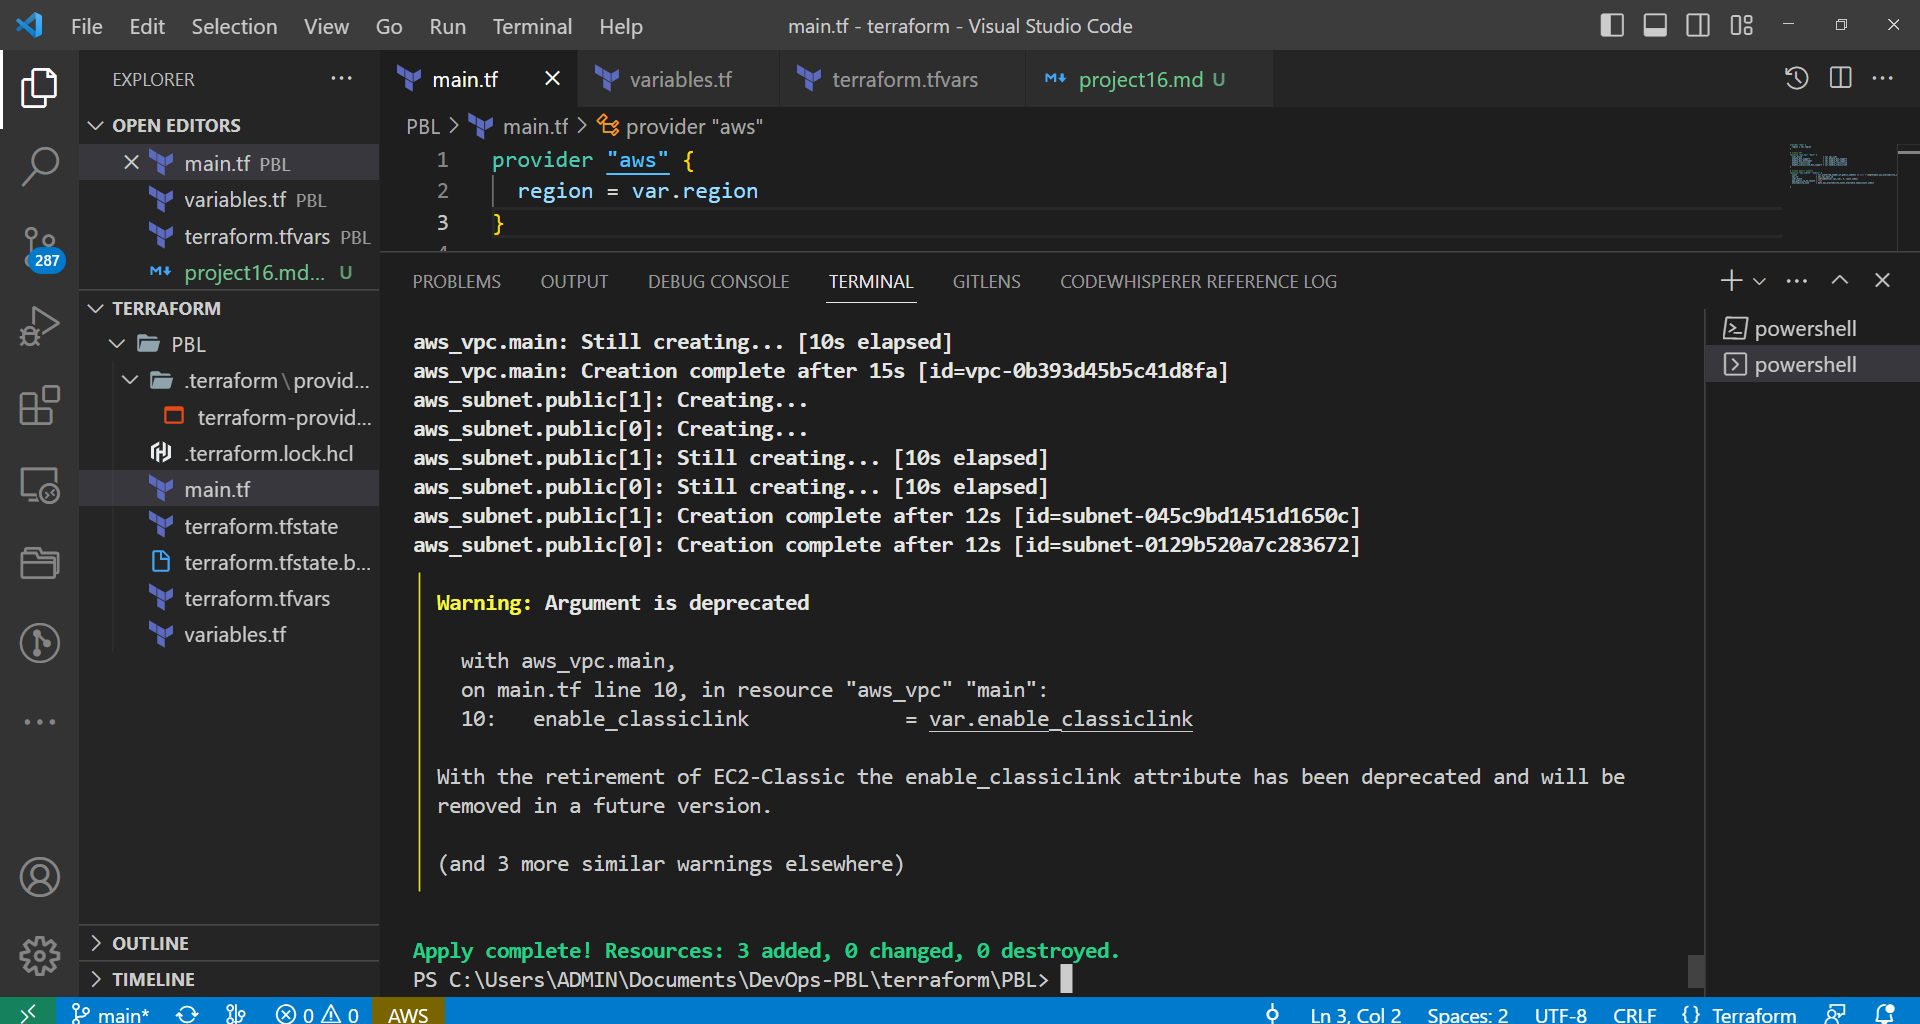 File Edit Selection View Go Run Terminal Help
main.tf - terraform - Visual Studio Code
EXPLORER
OPEN EDITORS
main.tf PBL
variables.tf PBL
terraform.tfvars PBL
project16.md... U
TERRAFORM
PBL
.terraform\provid...
terraform-provid...
.terraform.lock.hcl
main.tf
terraform.tfstate
terraform.tfstate.b...
terraform.tfvars
variables.tf
OUTLINE
TIMELINE
287
main.tf variables.tf terraform.tfvars project16.md U
PBL > main.tf > provider "aws"
1 provider "aws" {
2 region = var.region
3 }
PROBLEMS OUTPUT DEBUG CONSOLE TERMINAL GITLENS CODEWHISPERER REFERENCE LOG
powershell
powershell
aws_vpc.main: Still creating... [10s elapsed]
aws_vpc.main: Creation complete after 15s [id=vpc-0b393d45b5c41d8fa]
aws_subnet.public[1]: Creating...
aws_subnet.public[0]: Creating...
aws_subnet.public[1]: Still creating... [10s elapsed]
aws_subnet.public[0]: Still creating... [10s elapsed]
aws_subnet.public[1]: Creation complete after 12s [id=subnet-045c9bd1451d1650c]
aws_subnet.public[0]: Creation complete after 12s [id=subnet-0129b520a7c283672]
Warning: Argument is deprecated
with aws_vpc.main,
on main.tf line 10, in resource "aws_vpc" "main":
10: enable_classiclink = var.enable_classiclink
With the retirement of EC2-Classic the enable_classiclink attribute has been deprecated and will be
removed in a future version.
(and 3 more similar warnings elsewhere)
Apply complete! Resources: 3 added, 0 changed, 0 destroyed.
PS C:\Users\ADMIN\Documents\DevOps-PBL\terraform\PBL>
main* 0 0 AWS Ln 3, Col 2 Spaces: 2 UTF-8 CRLF {} Terraform